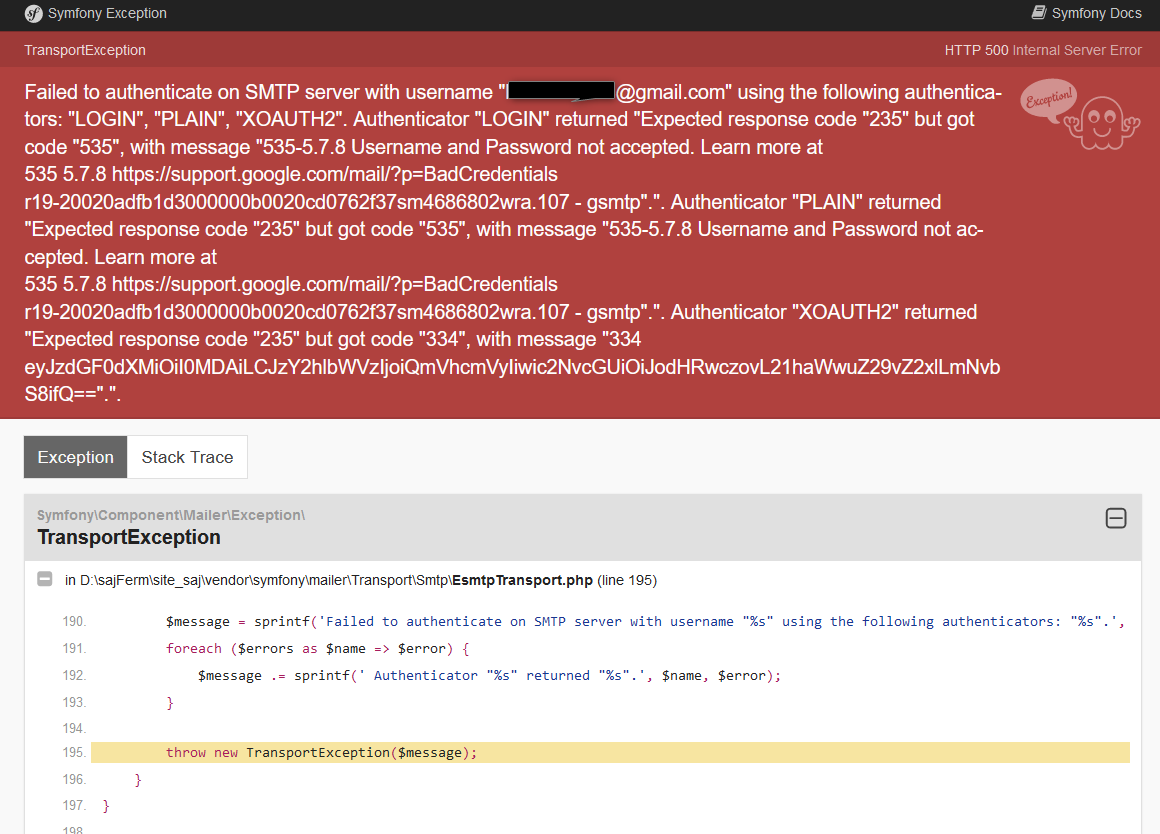 Symfony Exception
Symfony Docs
TransportException
HTTP 500 Internal Server Error
Failed to authenticate on SMTP server with username "l @gmail.com" using the following authentica-
tors: "LOGIN", "PLAIN", "XOAUTH2". Authenticator "LOGIN" returned "Expected response code "235" but got
code "535", with message "535-5.7.8 Username and Password not accepted. Learn more at
535 5.7.8 https://support.google.com/mail/?p=BadCredentials
r19-20020adfb1d3000000b0020cd0762f37sm4686802wra.107 - gsmtp".". Authenticator "PLAIN" returned
"Expected response code "235" but got code "535", with message "535-5.7.8 Username and Password not ac-
cepted. Learn more at
535 5.7.8 https://support.google.com/mail/?p=BadCredentials
r19-20020adfb1d3000000b0020cd0762f37sm4686802wra.107 - gsmtp".". Authenticator "XOAUTH2" returned
"Expected response code "235" but got code "334", with message "334
eyJzdGF0dXMiOiI0MDAiLCJzY2hlbWVzIjoiQmVhcmVyIiwic2NvcGUiOiJodHRwczovL21haWwuZ29vZ2xlLmNvb
S8ifQ==".".
Exception!
Exception
Stack Trace
Symfony\Component\Mailer\Exception\
TransportException
in D:\sajFerm\site_saj\vendor\symfony\mailer\Transport\Smtp\EsmtpTransport.php (line 195)
190. $message = sprintf('Failed to authenticate on SMTP server with username "%s" using the following authenticators: "%s".',
191. foreach ($errors as $name => $error) {
192. $message .= sprintf(' Authenticator "%s" returned "%s".', $name, $error);
193. }
194.
195. throw new TransportException($message);
196. }
197. }
198.